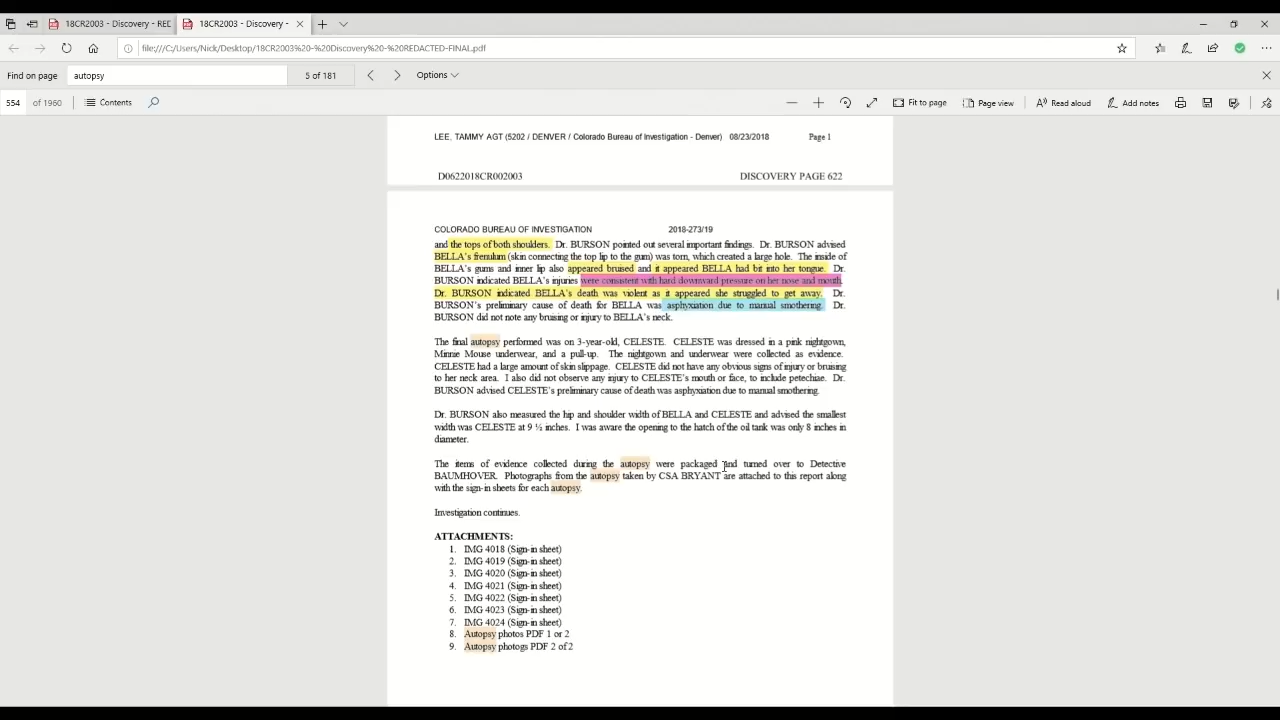 18CR2003 - Discovery - REI
18CR2003 - Discovery -
file:///C:/Users/Nick/Desktop/18CR2003%20-%20Discovery%20-%20REDACTED-FINAL.pdf
Find on page
autopsy
5 of 181
Options
554 of 1960
Contents
Fit to page
Page view
Read aloud
Add notes
LEE, TAMMY AGT (5202 / DENVER / Colorado Bureau of Investigation - Denver) 08/23/2018 Page 1
D0622018CR002003 DISCOVERY PAGE 622
COLORADO BUREAU OF INVESTIGATION 2018-273/19
and the tops of both shoulders. Dr. BURSON pointed out several important findings. Dr. BURSON advised
BELLA's frenulum (skin connecting the top lip to the gum) was torn, which created a large hole. The inside of
BELLA's gums and inner lip also appeared bruised and it appeared BELLA had bit into her tongue. Dr.
BURSON indicated BELLA's injuries were consistent with hard downward pressure on her nose and mouth.
Dr. BURSON indicated BELLA's death was violent as it appeared she struggled to get away. Dr.
BURSON's preliminary cause of death for BELLA was asphyxiation due to manual smothering. Dr.
BURSON did not note any bruising or injury to BELLA's neck.
The final autopsy performed was on 3-year-old, CELESTE. CELESTE was dressed in a pink nightgown,
Minnie Mouse underwear, and a pull-up. The nightgown and underwear were collected as evidence.
CELESTE had a large amount of skin slippage. CELESTE did not have any obvious signs of injury or bruising
to her neck area. I also did not observe any injury to CELESTE's mouth or face, to include petechiae. Dr.
BURSON advised CELESTE's preliminary cause of death was asphyxiation due to manual smothering.
Dr. BURSON also measured the hip and shoulder width of BELLA and CELESTE and advised the smallest
width was CELESTE at 9 ½ inches. I was aware the opening to the hatch of the oil tank was only 8 inches in
diameter.
The items of evidence collected during the autopsy were packaged and turned over to Detective
BAUMHOVER. Photographs from the autopsy taken by CSA BRYANT are attached to this report along
with the sign-in sheets for each autopsy.
Investigation continues.
ATTACHMENTS:
1. IMG 4018 (Sign-in sheet)
2. IMG 4019 (Sign-in sheet)
3. IMG 4020 (Sign-in sheet)
4. IMG 4021 (Sign-in sheet)
5. IMG 4022 (Sign-in sheet)
6. IMG 4023 (Sign-in sheet)
7. IMG 4024 (Sign-in sheet)
8. Autopsy photos PDF 1 or 2
9. Autopsy photogs PDF 2 of 2